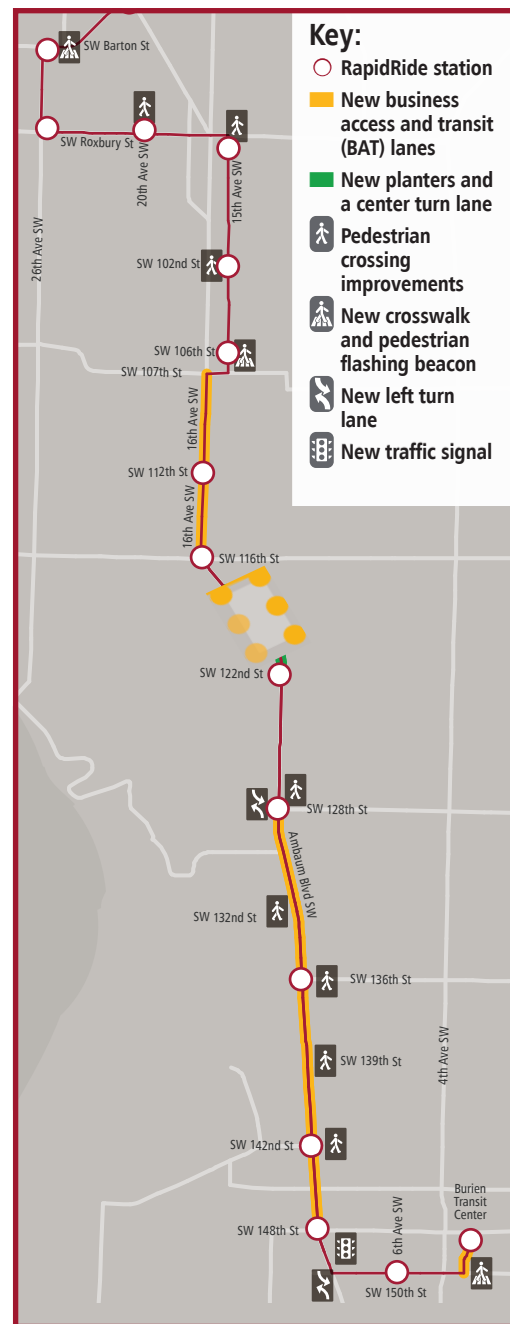 Key:
RapidRide station
New business
access and transit
(BAT) lanes
New planters and
a center turn lane
Pedestrian
crossing
improvements
New crosswalk
and pedestrian
flashing beacon
New left turn
lane
New traffic signal
SW Barton St
SW Roxbury St
20th Ave SW
15th Ave SW
26th Ave SW
SW 102nd St
SW 106th St
SW 107th St
16th Ave SW
SW 112th St
16th Ave SW
SW 116th St
SW 122nd St
SW 128th St
Ambaum Blvd SW
SW 132nd St
SW 136th St
4th Ave SW
SW 139th St
SW 142nd St
Burien
Transit
Center
6th Ave SW
SW 148th St
SW 150th St